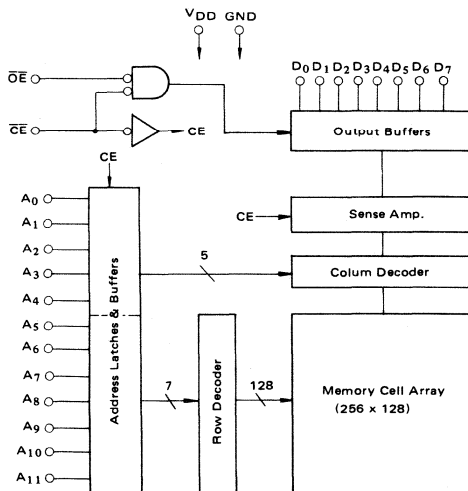 VDD GND
OE
CE
CE
D0 D1 D2 D3 D4 D5 D6 D7
Output Buffers
CE
CE
Sense Amp.
A0
A1
A2
A3
A4
A5
A6
A7
A8
A9
A10
A11
Address Latches & Buffers
5
Colum Decoder
7
Row Decoder
128
Memory Cell Array
(256 x 128)